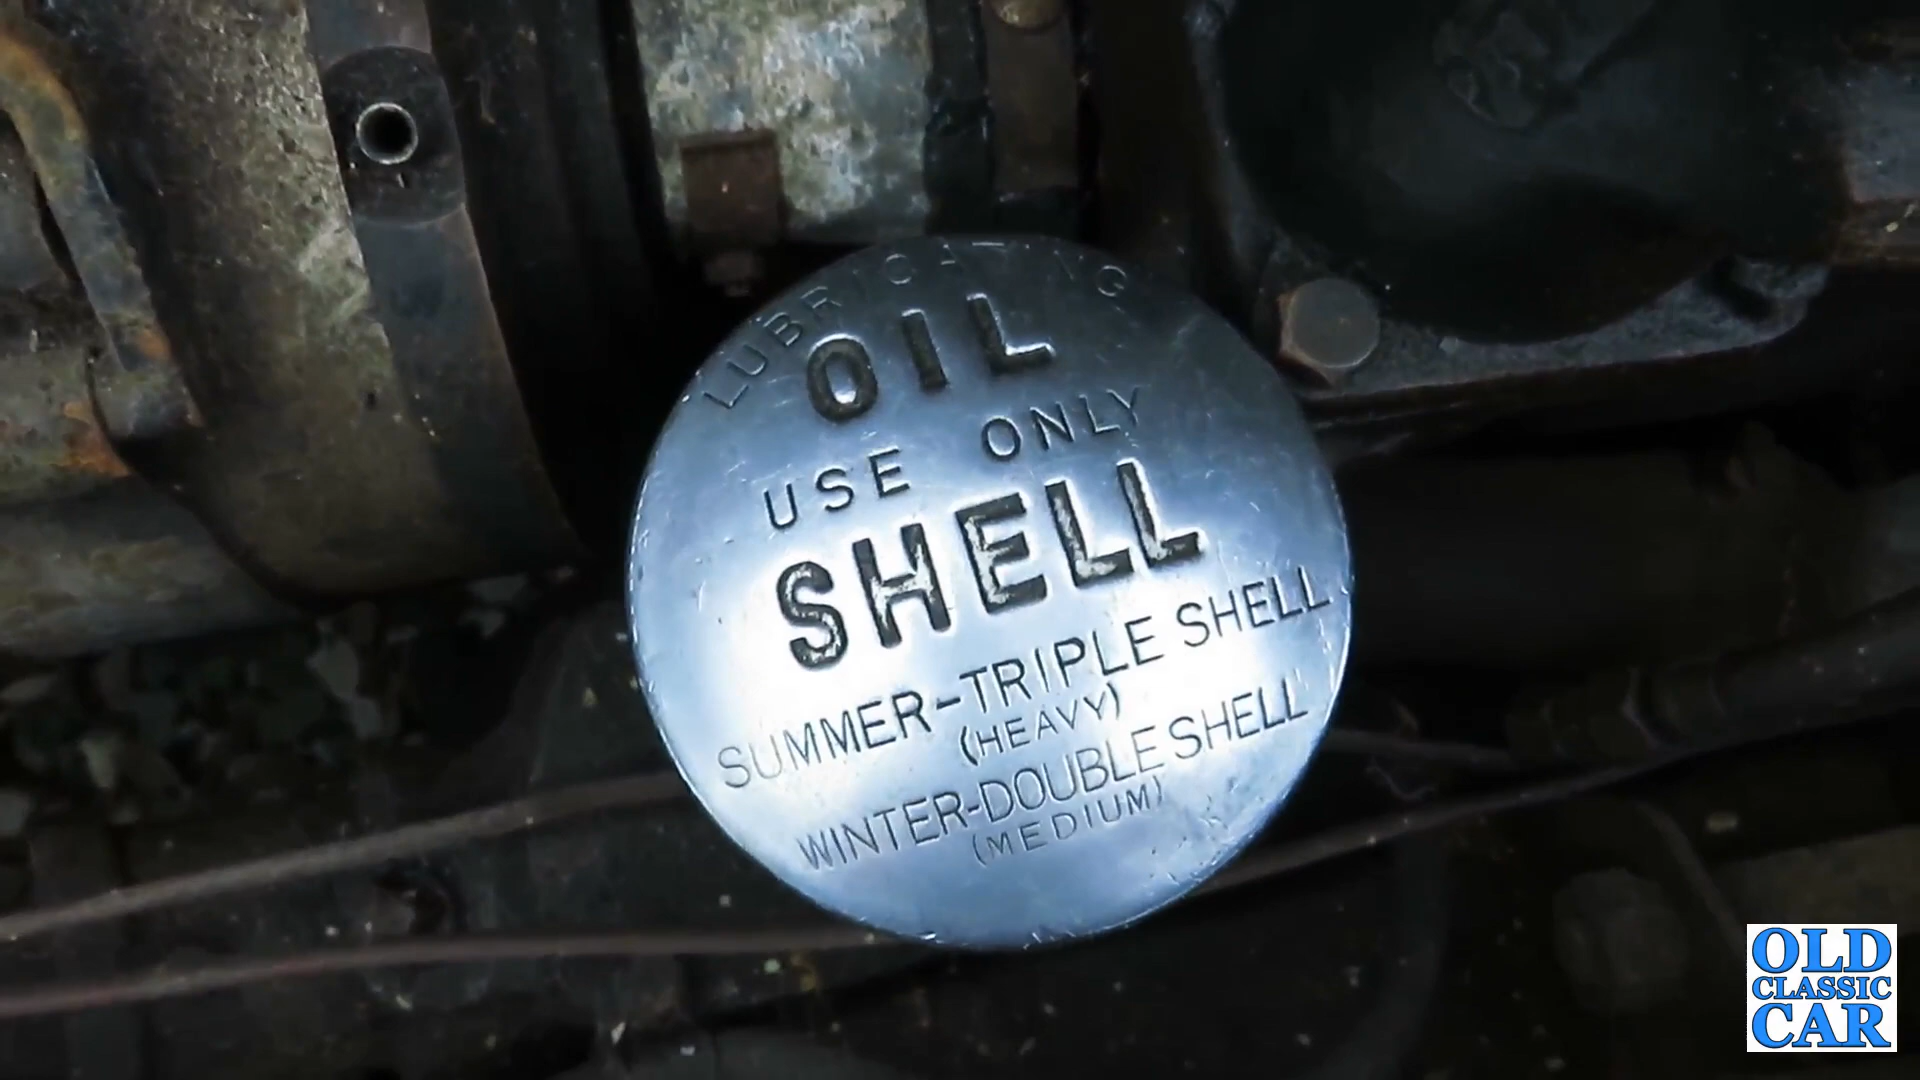 LUBRICATING
OIL
USE ONLY
SHELL
SUMMER-TRIPLE SHELL
(HEAVY)
WINTER-DOUBLE SHELL
(MEDIUM)
OLD
CLASSIC
CAR